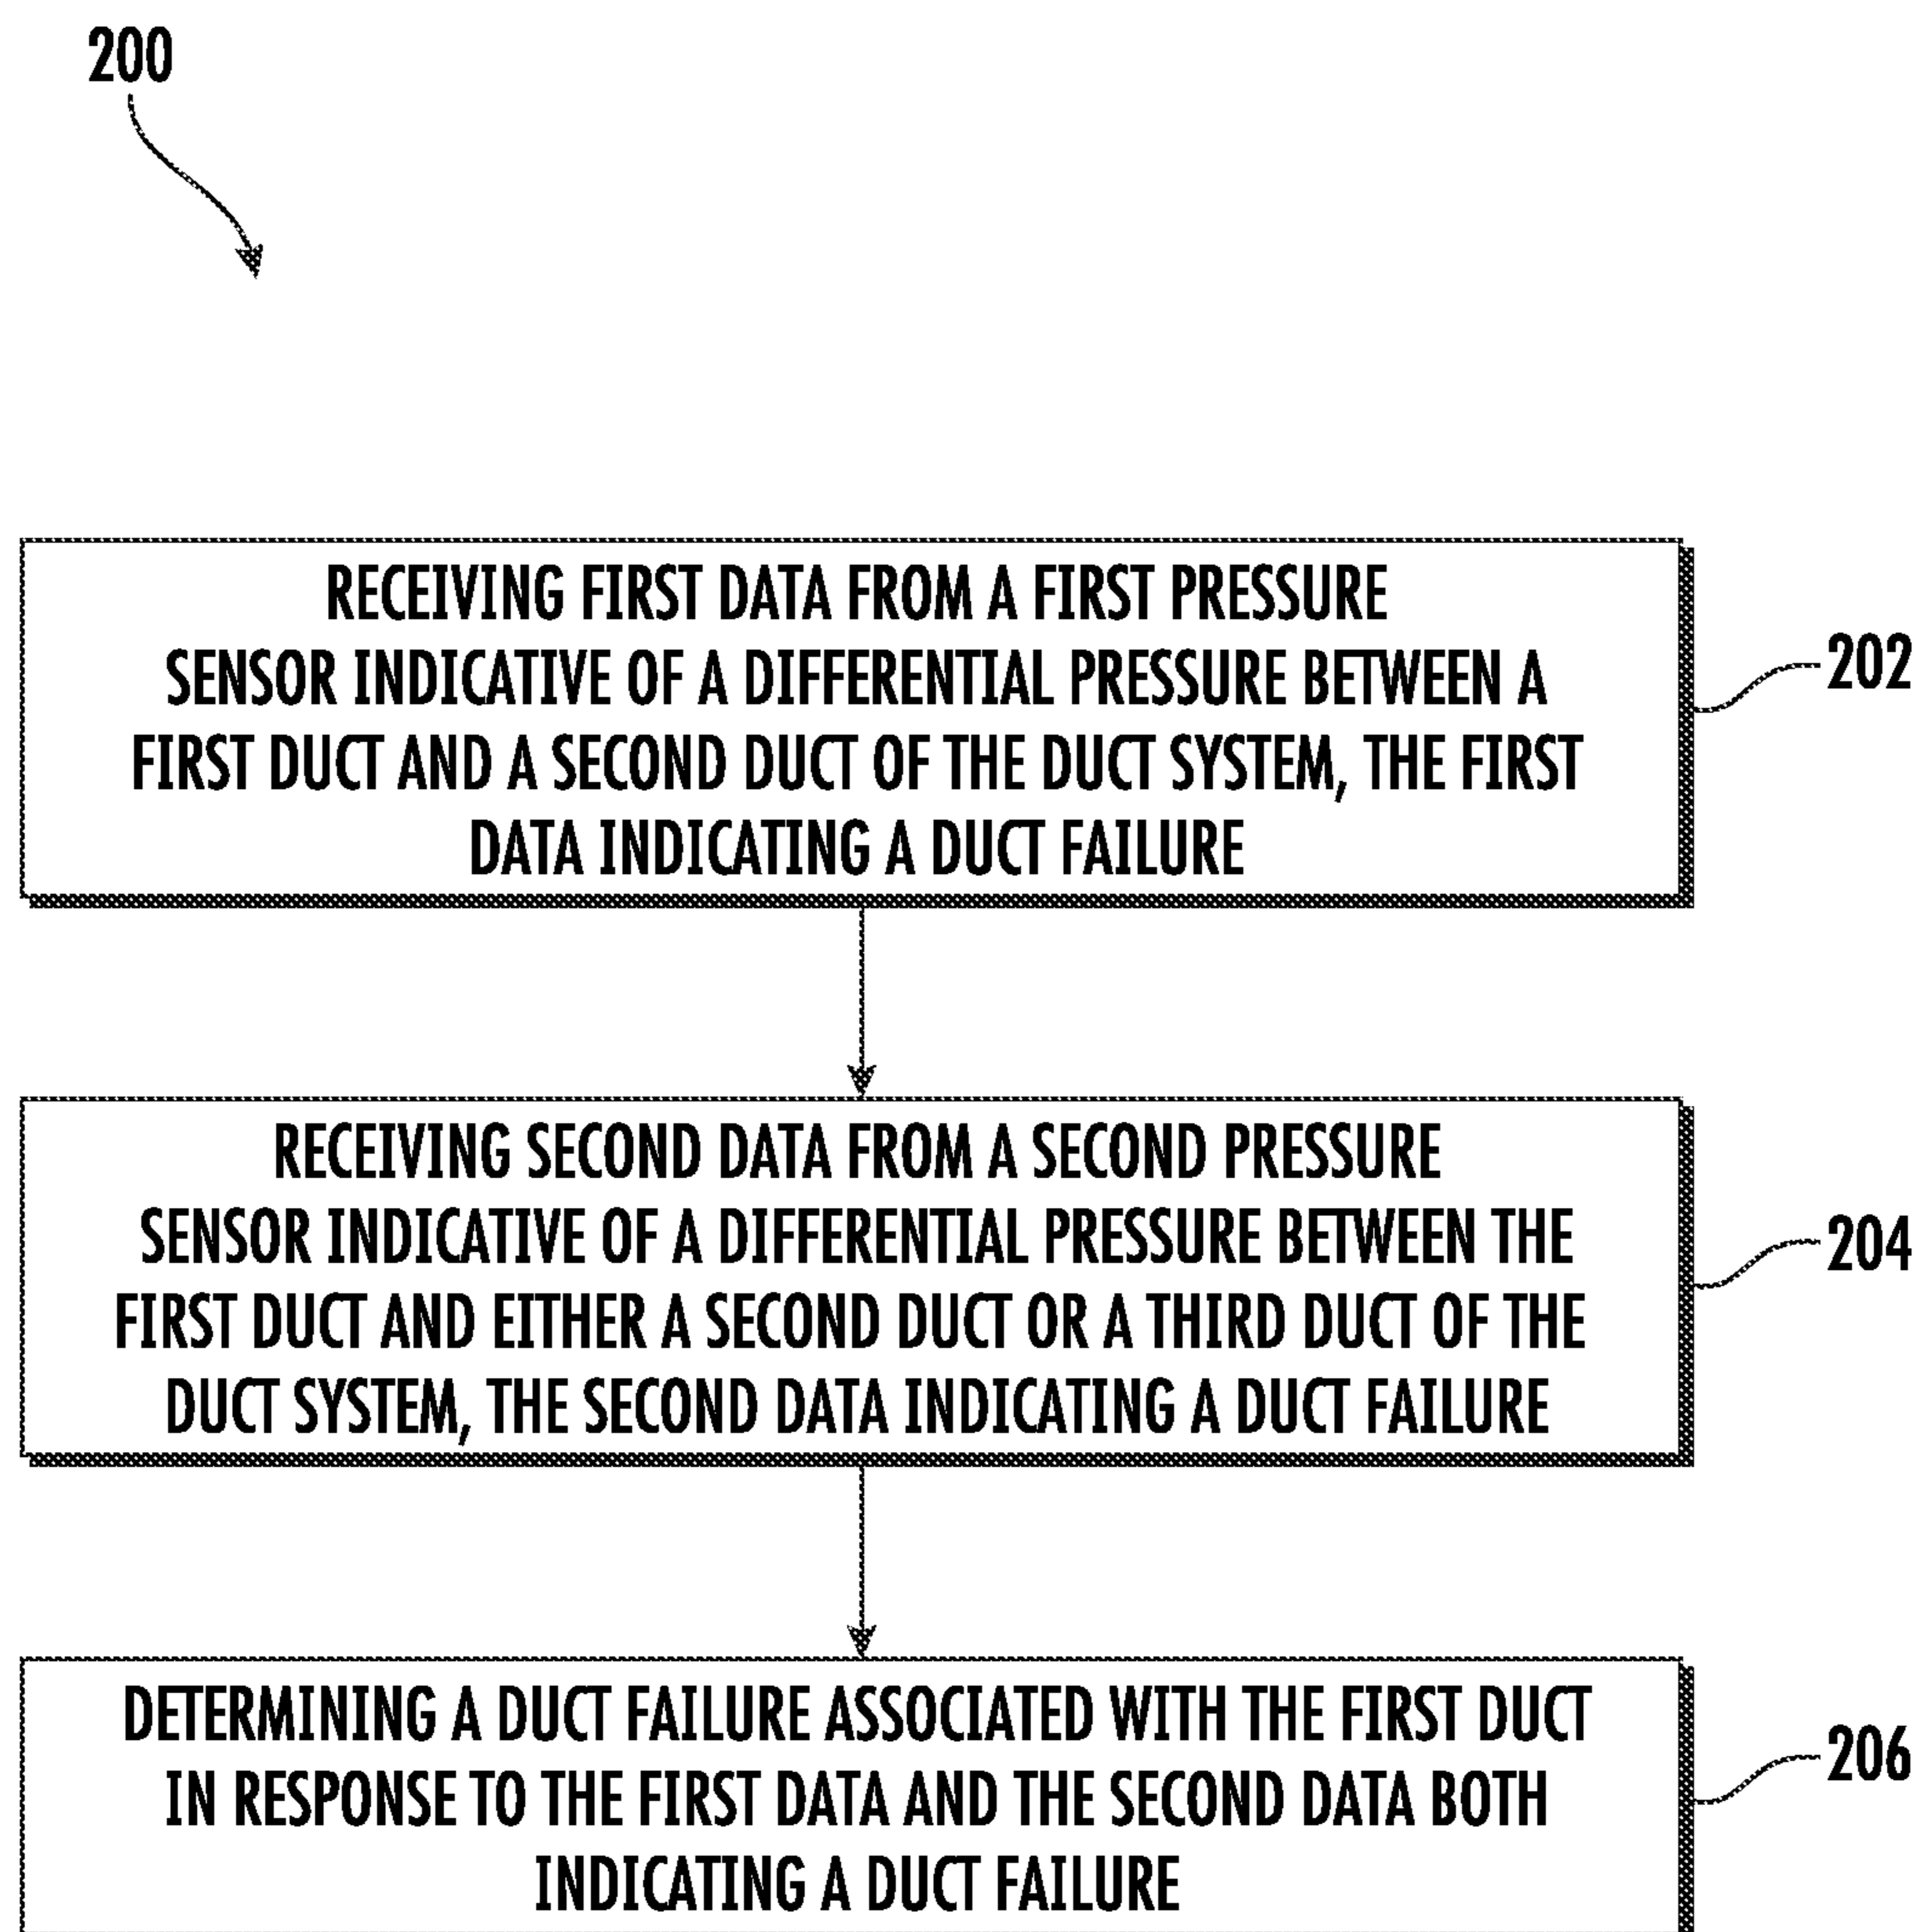 200
RECEIVING FIRST DATA FROM A FIRST PRESSURE
SENSOR INDICATIVE OF A DIFFERENTIAL PRESSURE BETWEEN A
FIRST DUCT AND A SECOND DUCT OF THE DUCT SYSTEM, THE FIRST
DATA INDICATING A DUCT FAILURE
202
RECEIVING SECOND DATA FROM A SECOND PRESSURE
SENSOR INDICATIVE OF A DIFFERENTIAL PRESSURE BETWEEN THE
FIRST DUCT AND EITHER A SECOND DUCT OR A THIRD DUCT OF THE
DUCT SYSTEM, THE SECOND DATA INDICATING A DUCT FAILURE
204
DETERMINING A DUCT FAILURE ASSOCIATED WITH THE FIRST DUCT
IN RESPONSE TO THE FIRST DATA AND THE SECOND DATA BOTH
INDICATING A DUCT FAILURE
206